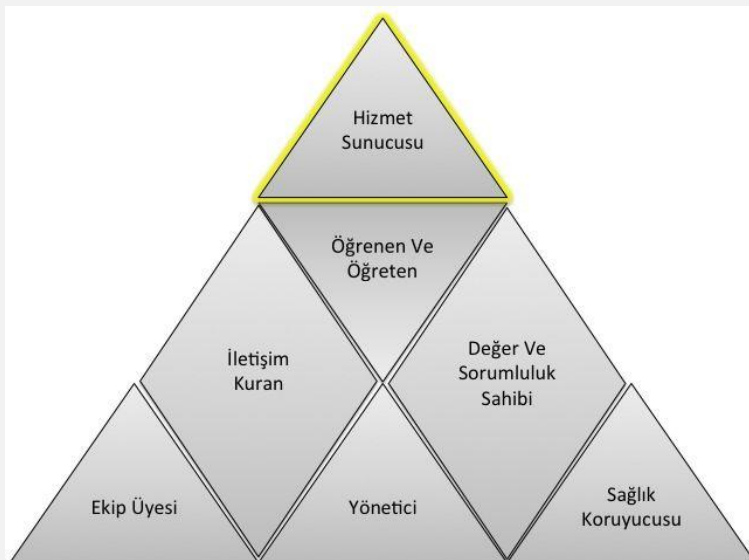 Hizmet
Sunucusu
Öğrenen Ve
Öğreten
İletişim
Kuran
Değer Ve
Sorumluluk
Sahibi
Ekip Üyesi
Yönetici
Sağlık
Koruyucusu